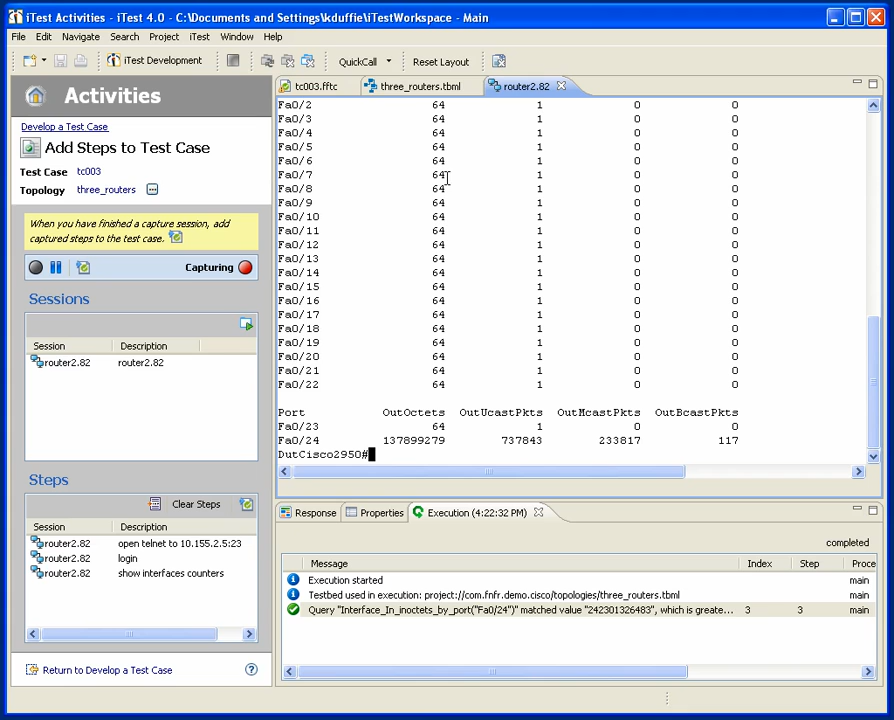 iTest Activities - iTest 4.0 - C:\Documents and Settings\kduffie\iTestWorkspace - Main
File Edit Navigate Search Project iTest Window Help
iTest Development QuickCall Reset Layout
Activities
Develop a Test Case
Add Steps to Test Case
Test Case tc003
Topology three_routers
When you have finished a capture session, add
captured steps to the test case.
Capturing
Sessions
Session Description
router2.82 router2.82
Steps
Clear Steps
Session Description
router2.82 open telnet to 10.155.2.5:23
router2.82 login
router2.82 show interfaces counters
Return to Develop a Test Case
tc003.fftc three_routers.tbml router2.82
Fa0/2 64 1 0 0
Fa0/3 64 1 0 0
Fa0/4 64 1 0 0
Fa0/5 64 1 0 0
Fa0/6 64 1 0 0
Fa0/7 64 1 0 0
Fa0/8 64 1 0 0
Fa0/9 64 1 0 0
Fa0/10 64 1 0 0
Fa0/11 64 1 0 0
Fa0/12 64 1 0 0
Fa0/13 64 1 0 0
Fa0/14 64 1 0 0
Fa0/15 64 1 0 0
Fa0/16 64 1 0 0
Fa0/17 64 1 0 0
Fa0/18 64 1 0 0
Fa0/19 64 1 0 0
Fa0/20 64 1 0 0
Fa0/21 64 1 0 0
Fa0/22 64 1 0 0
Port OutOctets OutUcastPkts OutMcastPkts OutBcastPkts
Fa0/23 64 1 0 0
Fa0/24 137899279 737843 233817 117
DutCisco2950#
Response Properties Execution (4:22:32 PM)
completed
Message Index Step Proce
Execution started main
Testbed used in execution: project://com.fnfr.demo.cisco/topologies/three_routers.tbml main
Query "Interface_In_inoctets_by_port("Fa0/24")" matched value "242301326483", which is greate... 3 3 main